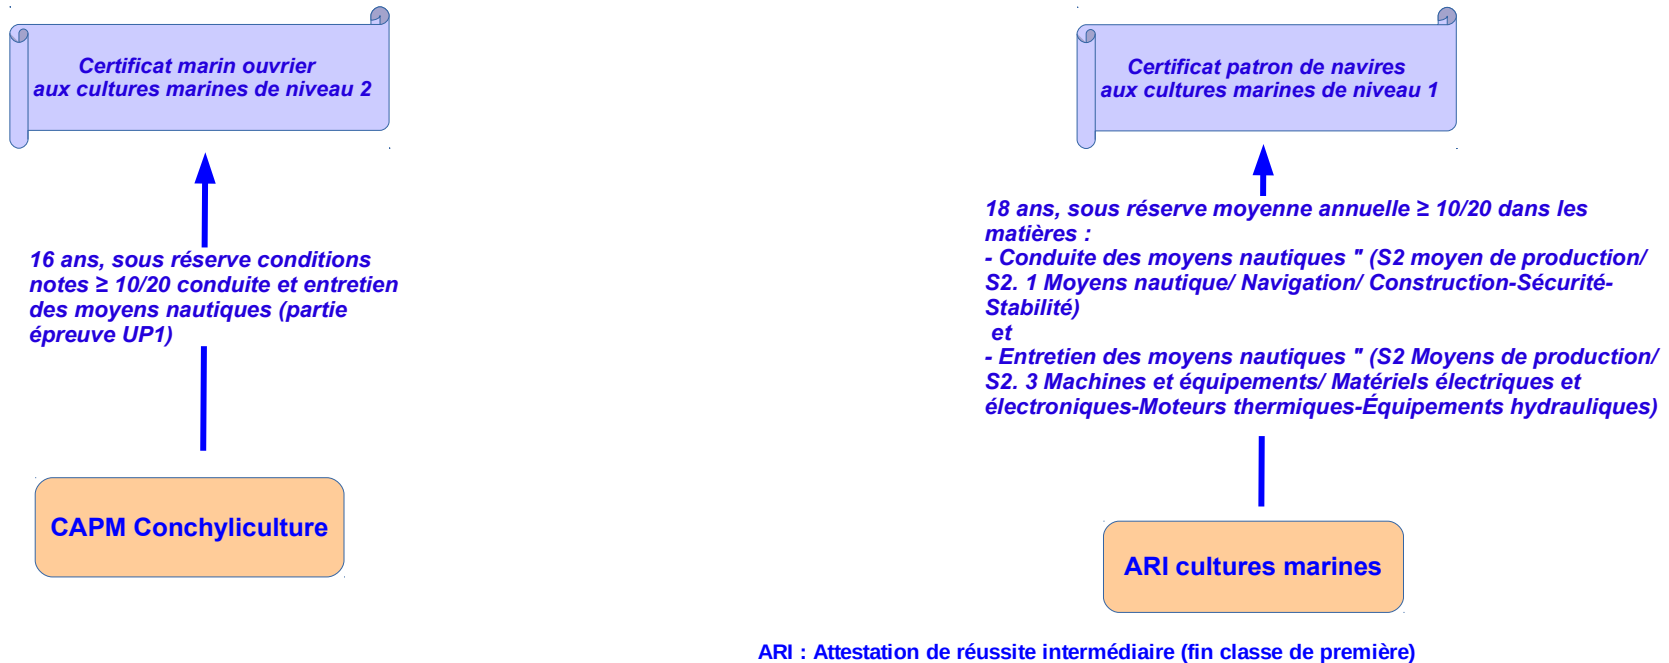 Certificat marin ouvrier
aux cultures marines de niveau 2
16 ans, sous réserve conditions
notes ≥ 10/20 conduite et entretien
des moyens nautiques (partie
épreuve UP1)
CAPM Conchyliculture
Certificat patron de navires
aux cultures marines de niveau 1
18 ans, sous réserve moyenne annuelle ≥ 10/20 dans les
matières :
- Conduite des moyens nautiques " (S2 moyen de production/
S2. 1 Moyens nautique/ Navigation/ Construction-Sécurité-
Stabilité)
et
- Entretien des moyens nautiques " (S2 Moyens de production/
S2. 3 Machines et équipements/ Matériels électriques et
électroniques-Moteurs thermiques-Équipements hydrauliques)
ARI cultures marines
ARI : Attestation de réussite intermédiaire (fin classe de première)